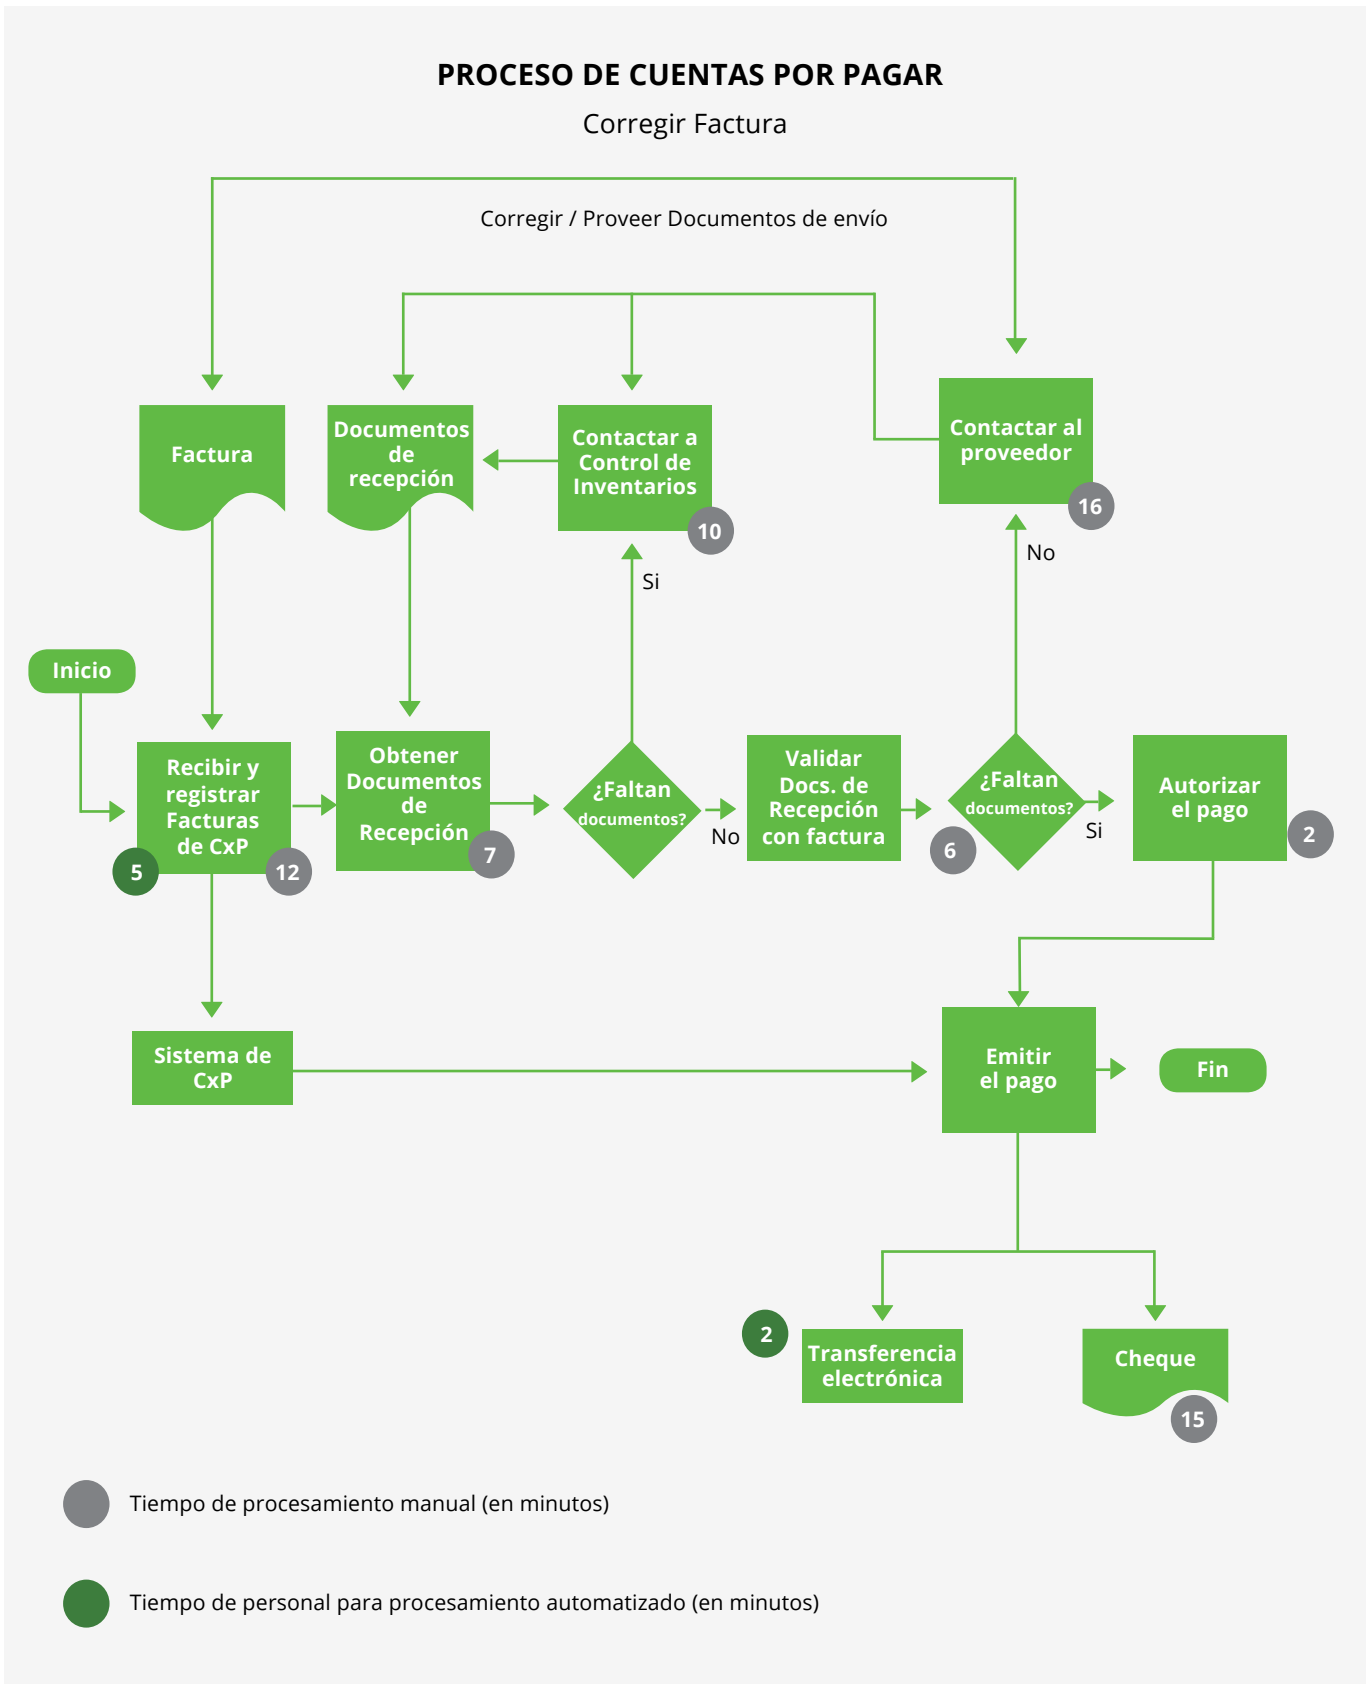 PROCESO DE CUENTAS POR PAGAR
Corregir Factura
Corregir / Proveer Documentos de envío
Factura
Documentos
de
recepción
Contactar a
Control de
Inventarios
10
Contactar al
proveedor
16
Si
No
Inicio
Recibir y
registrar
Facturas
de CxP
5
12
Obtener
Documentos
de
Recepción
7
¿Faltan
documentos?
No
Validar
Docs. de
Recepción
con factura
6
¿Faltan
documentos?
Si
Autorizar
el pago
2
Sistema de
CxP
Emitir
el pago
Fin
2
Transferencia
electrónica
Cheque
15
Tiempo de procesamiento manual (en minutos)
Tiempo de personal para procesamiento automatizado (en minutos)